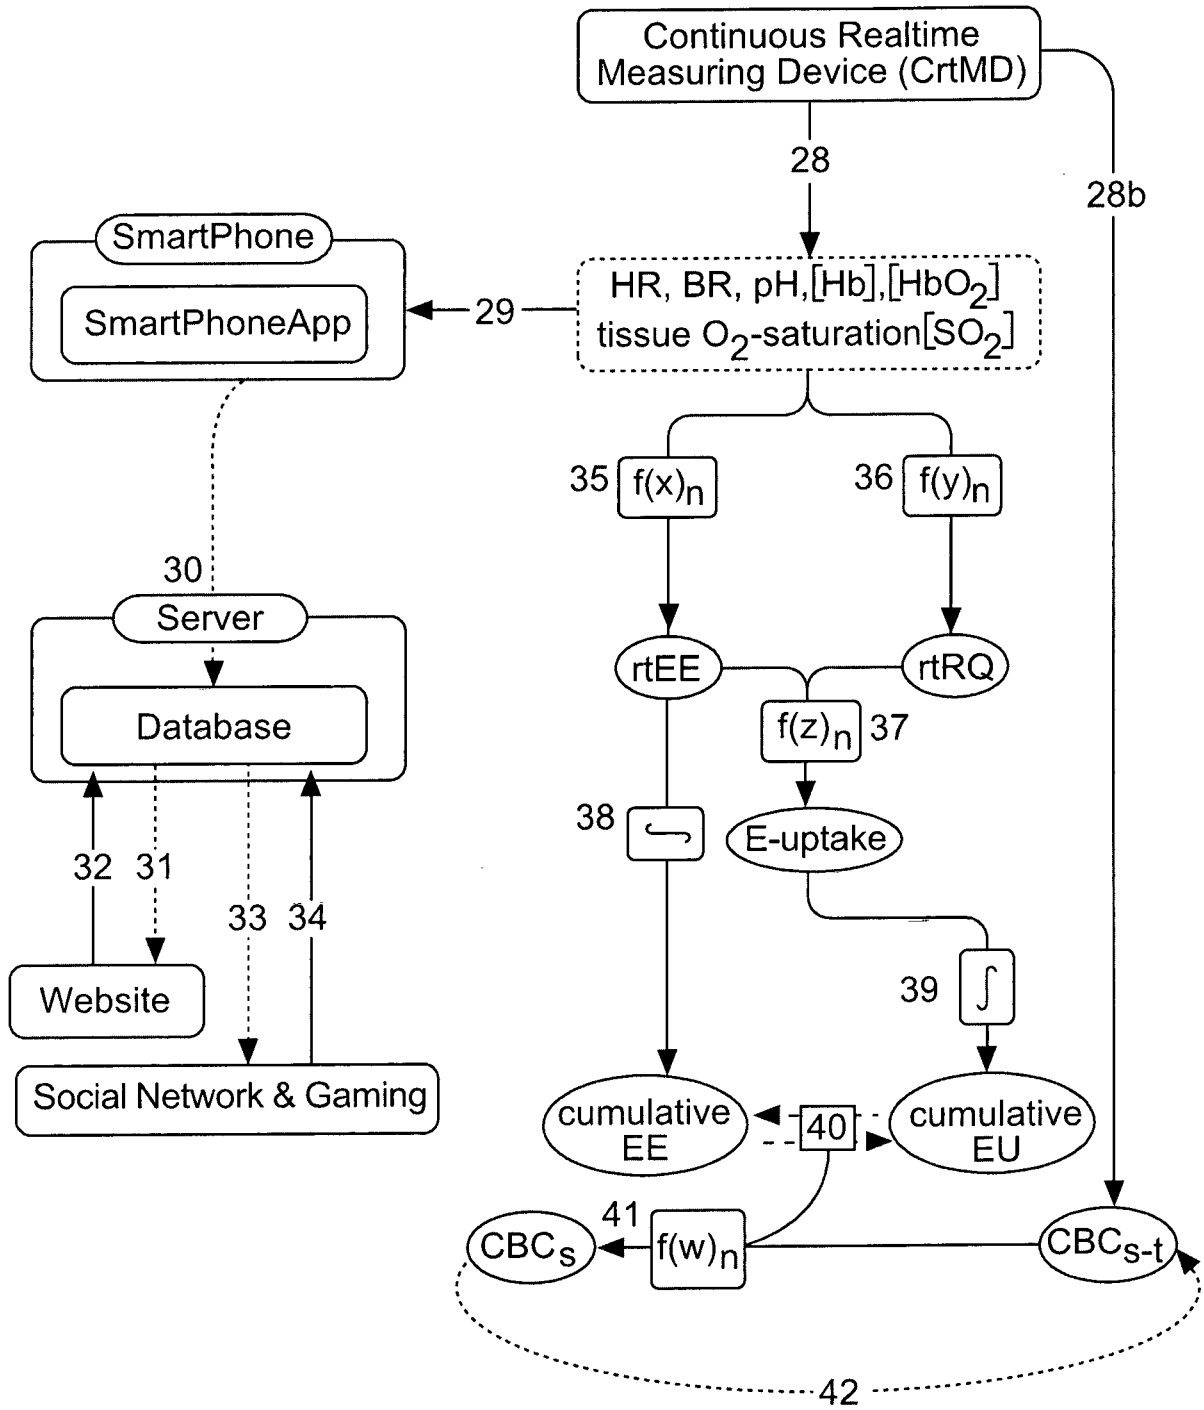 Continuous Realtime
Measuring Device (CrtMD)
28
28b
SmartPhone
SmartPhoneApp
29
HR, BR, pH,[Hb],[HbO2]
tissue O2-saturation[SO2]
35
f(x)n
36
f(y)n
30
Server
Database
rtEE
rtRQ
f(z)n
37
38
∫
E-uptake
32
31
33
34
39
∫
Website
Social Network & Gaming
cumulative
EE
40
cumulative
EU
41
CBCs
f(w)n
CBCs-t
42